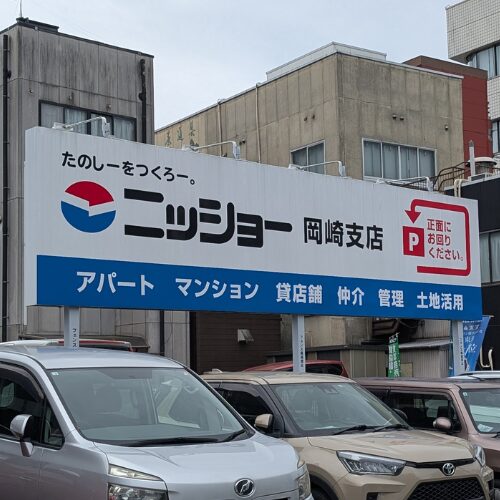 たのしーをつくろー。
ニッショー 岡崎支店
P
正面に
お回り
ください。
アパート マンション 貸店舗 仲介 管理 土地活用